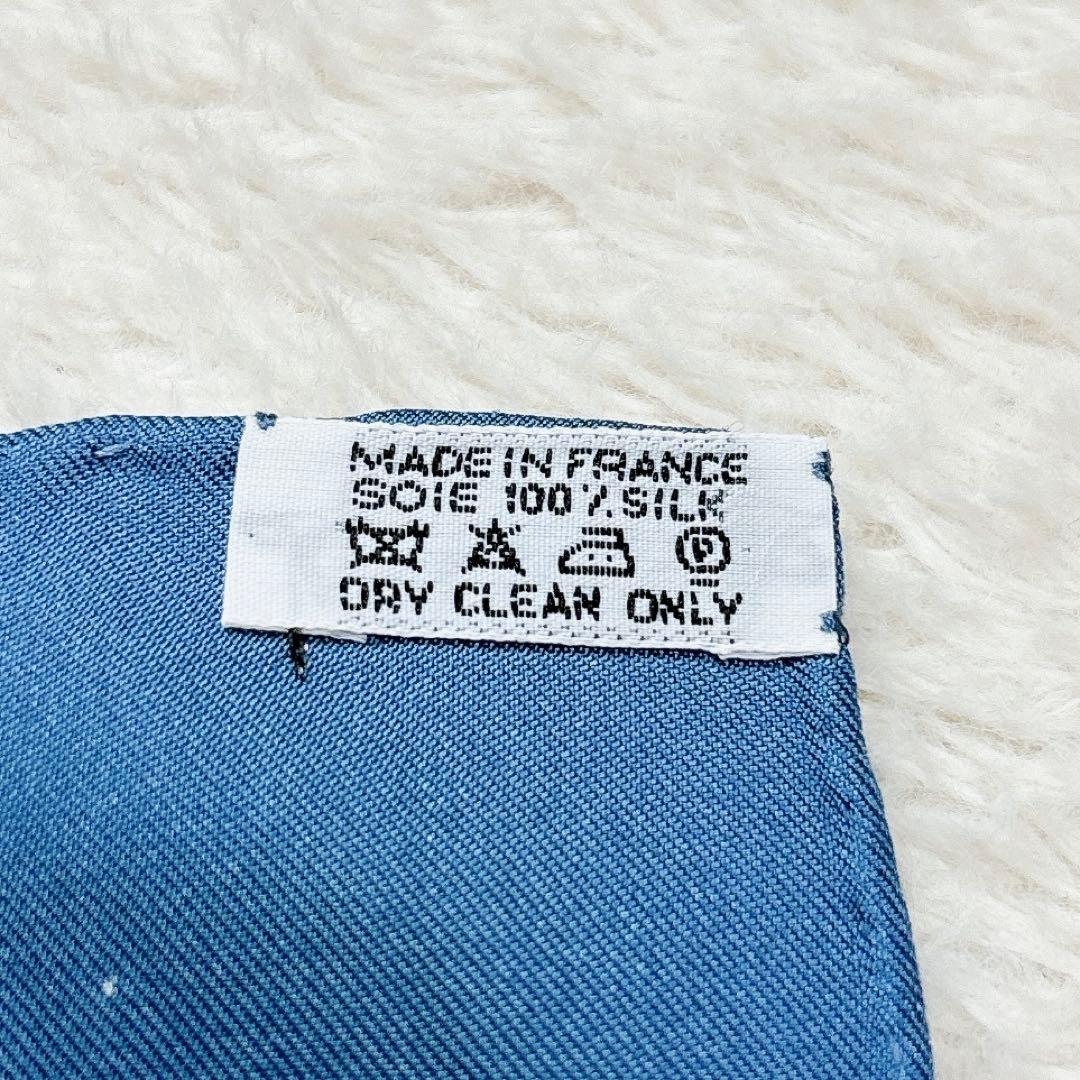 MADE IN FRANCE
SOIE 100% SILK
P
DRY CLEAN ONLY